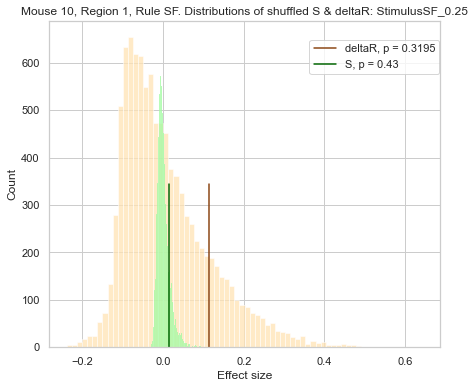 Mouse 10, Region 1, Rule SF. Distributions of shuffled S & deltaR: StimulusSF_0.25
deltaR, p = 0.3195
S, p = 0.43
600
500
400
300
200
100
0
Count
−0.2 0.0 0.2 0.4 0.6
Effect size